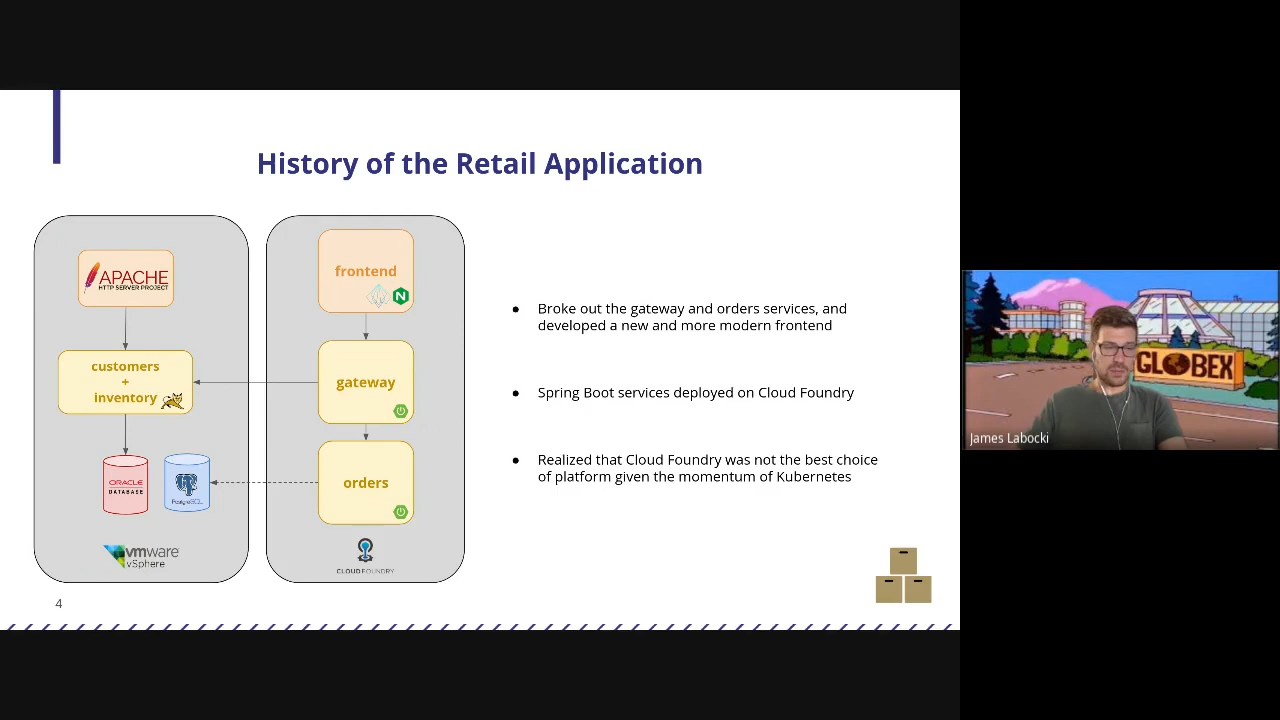 History of the Retail Application
APACHE
HTTP SERVER PROJECT
customers
+
inventory
ORACLE
DATABASE
PostgreSQL
vmware
vSphere
frontend
N
gateway
orders
CLOUD FOUNDRY
● Broke out the gateway and orders services, and
developed a new and more modern frontend
● Spring Boot services deployed on Cloud Foundry
● Realized that Cloud Foundry was not the best choice
of platform given the momentum of Kubernetes
4
GLOBEX
James Labocki